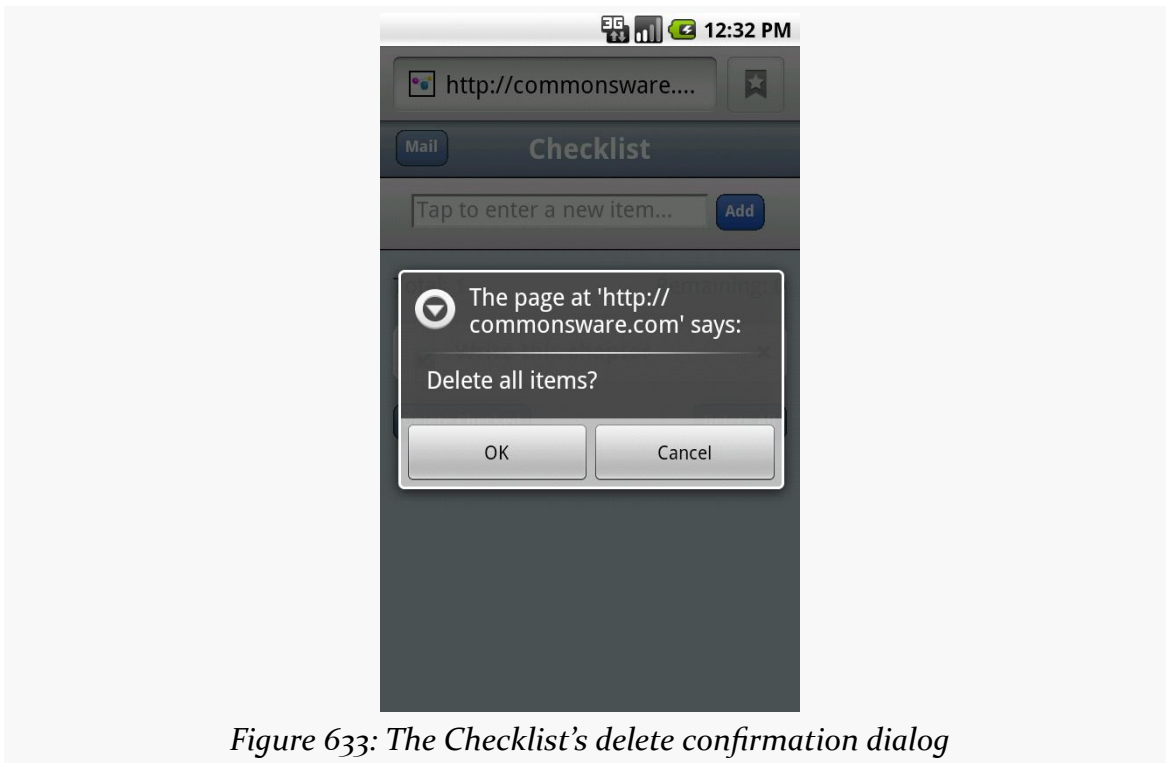 3G 12:32 PM
http://commonsware....
Mail Checklist
Tap to enter a new item... Add
The page at 'http://
commonsware.com' says:
Delete all items?
OK Cancel
Figure 633: The Checklist’s delete confirmation dialog